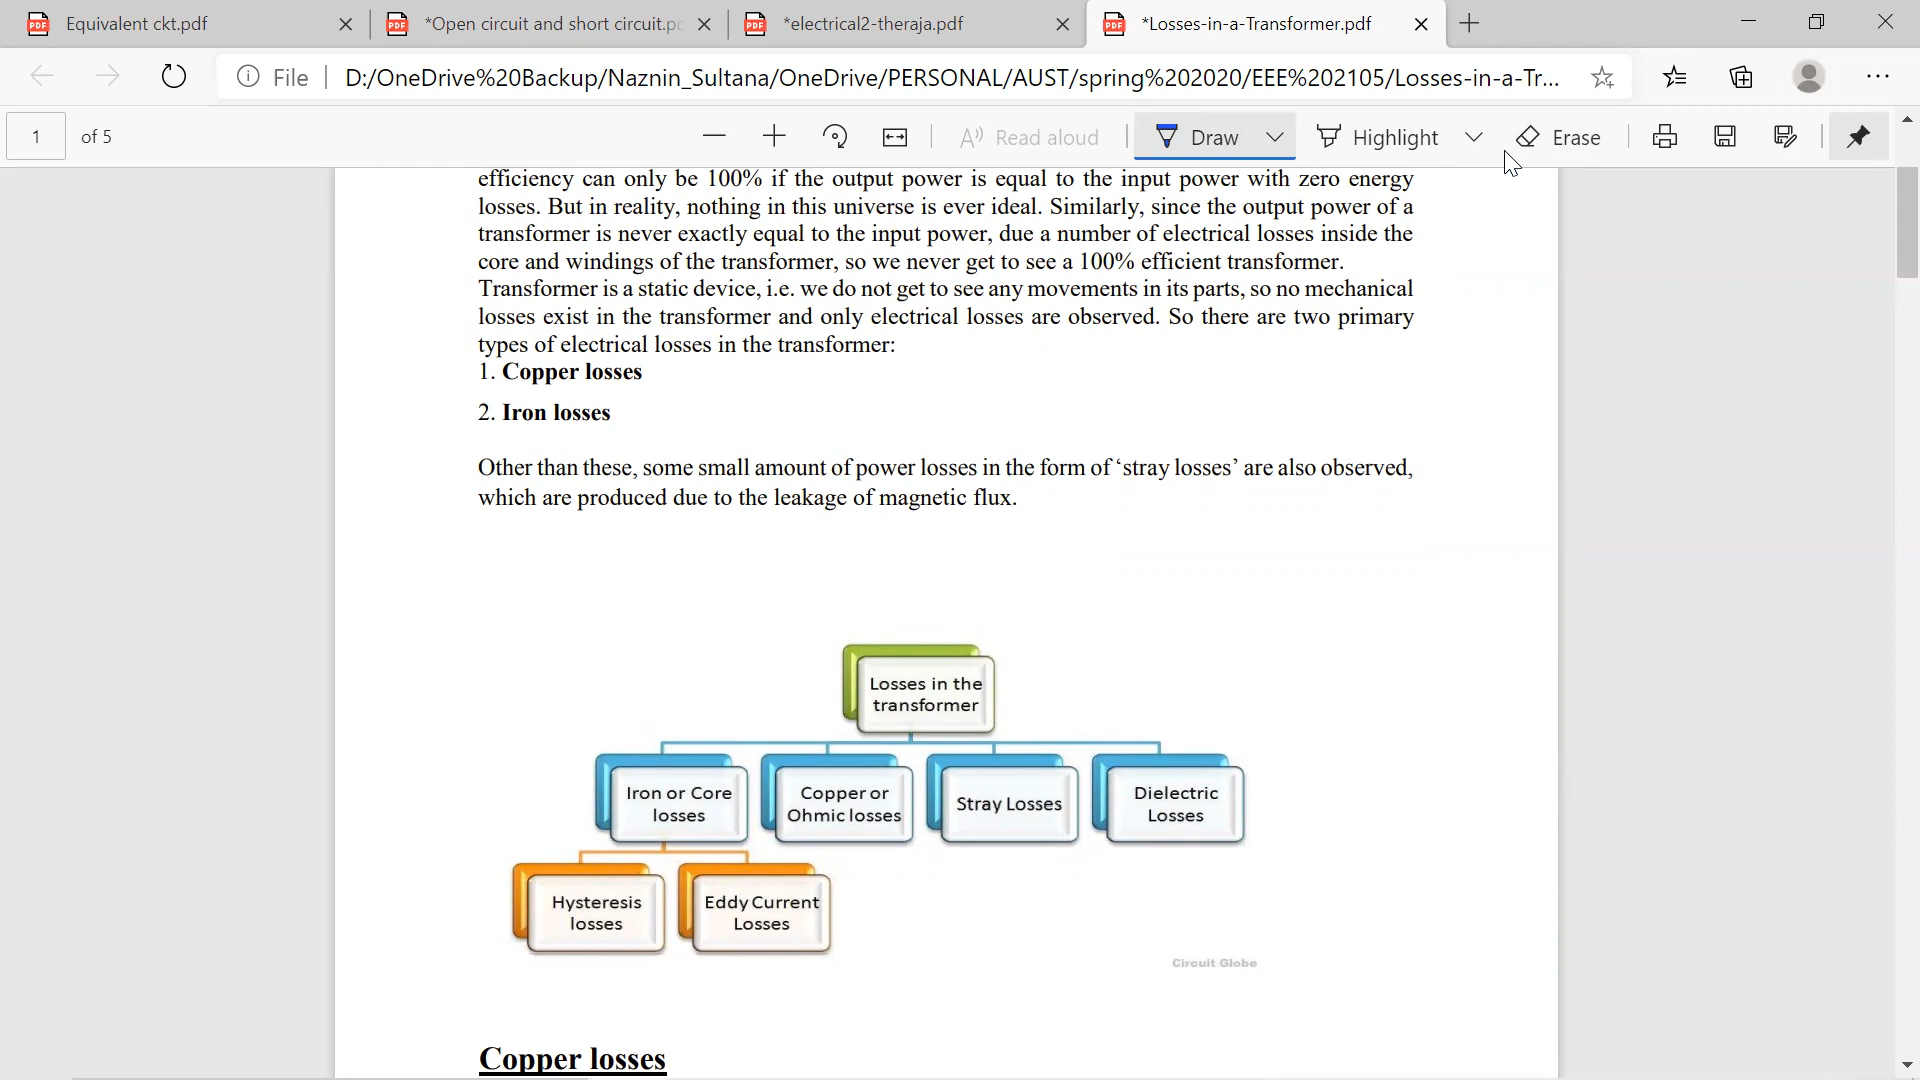 Equivalent ckt.pdf
*Open circuit and short circuit.pc
*electrical2-theraja.pdf
*Losses-in-a-Transformer.pdf
File
D:/OneDrive%20Backup/Naznin_Sultana/OneDrive/PERSONAL/AUST/spring%202020/EEE%202105/Losses-in-a-Tr...
1 of 5
Read aloud
Draw
Highlight
Erase
efficiency can only be 100% if the output power is equal to the input power with zero energy
losses. But in reality, nothing in this universe is ever ideal. Similarly, since the output power of a
transformer is never exactly equal to the input power, due a number of electrical losses inside the
core and windings of the transformer, so we never get to see a 100% efficient transformer.
Transformer is a static device, i.e. we do not get to see any movements in its parts, so no mechanical
losses exist in the transformer and only electrical losses are observed. So there are two primary
types of electrical losses in the transformer:
1. Copper losses
2. Iron losses
Other than these, some small amount of power losses in the form of ‘stray losses’ are also observed,
which are produced due to the leakage of magnetic flux.
Losses in the
transformer
Iron or Core
losses
Copper or
Ohmic losses
Stray Losses
Dielectric
Losses
Hysteresis
losses
Eddy Current
Losses
Circuit Globe
Copper losses